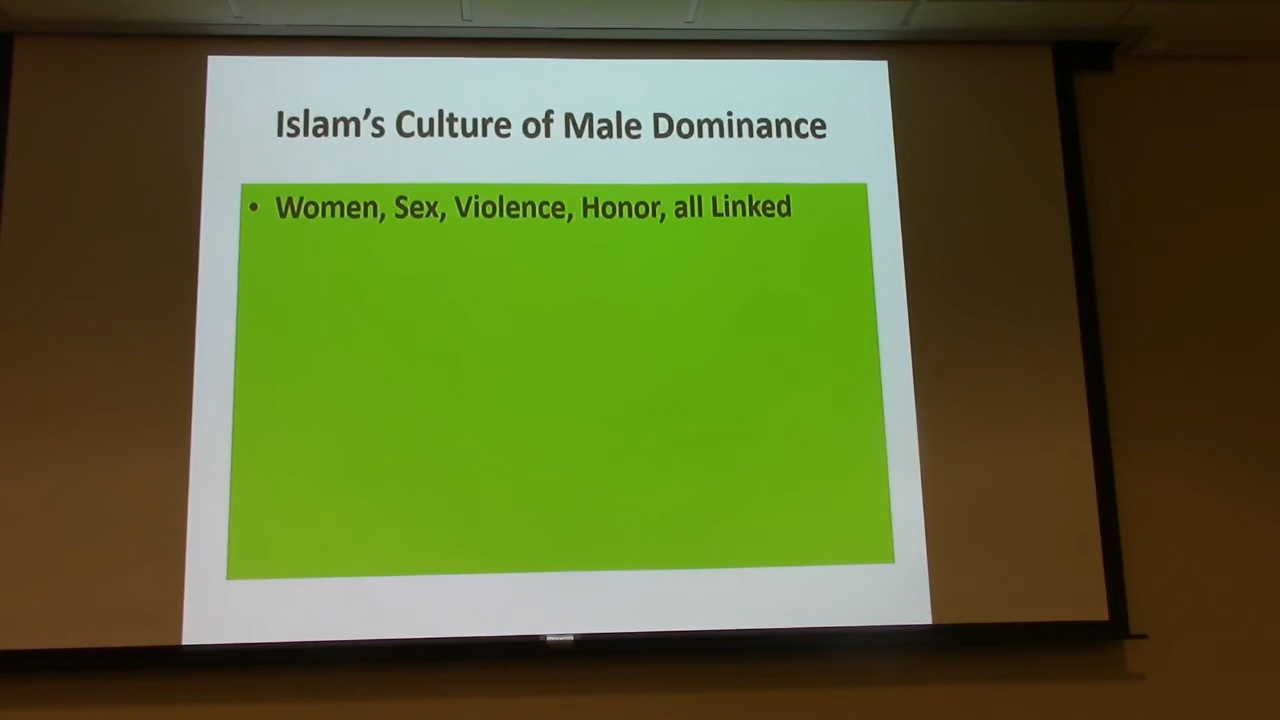 Islam's Culture of Male Dominance
• Women, Sex, Violence, Honor, all Linked